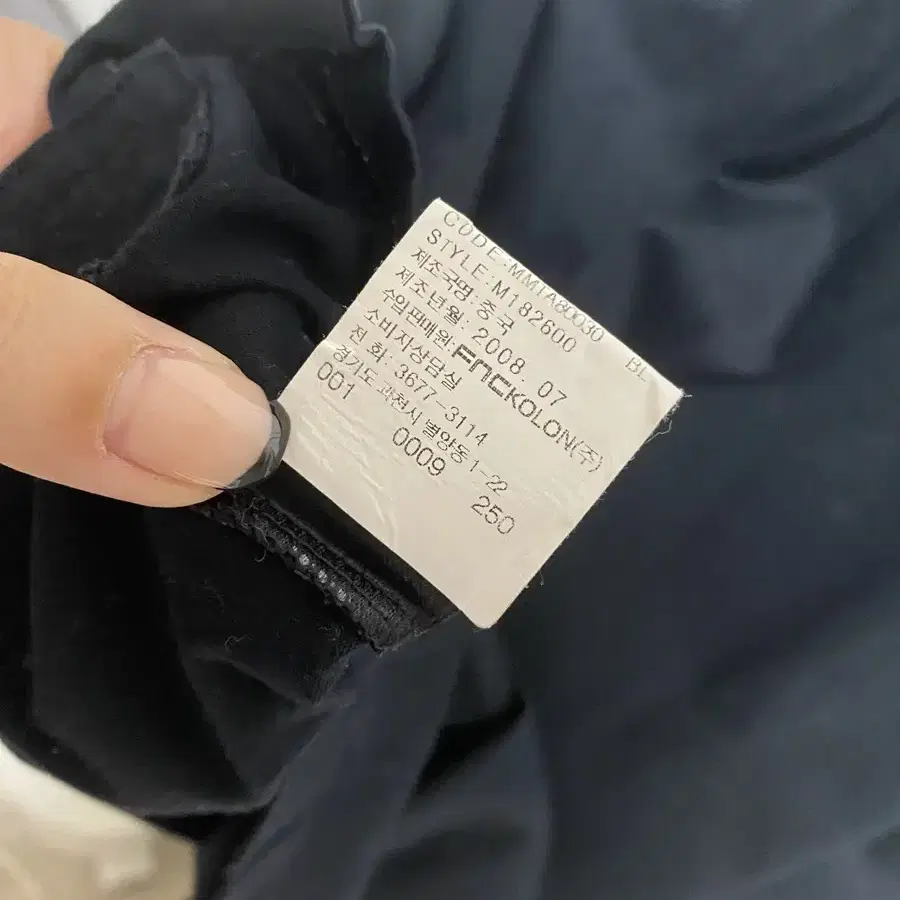 CODE:MM1A80030 BL
STYLE:M182600
제조국명:중국
제조년월:2008.07
수입판매원:FnCKOLON(주)
소비자상담실
전화:3677-3114
경기도 과천시 별양동 1-22
001 0009 250